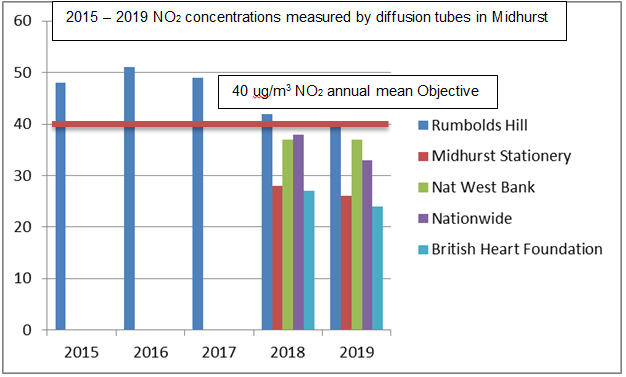 2015 – 2019 NO2 concentrations measured by diffusion tubes in Midhurst
40 ug/m³ NO2 annual mean Objective
60
50
40
30
20
10
0
2015 2016 2017 2018 2019
Rumbolds Hill
Midhurst Stationery
Nat West Bank
Nationwide
British Heart Foundation